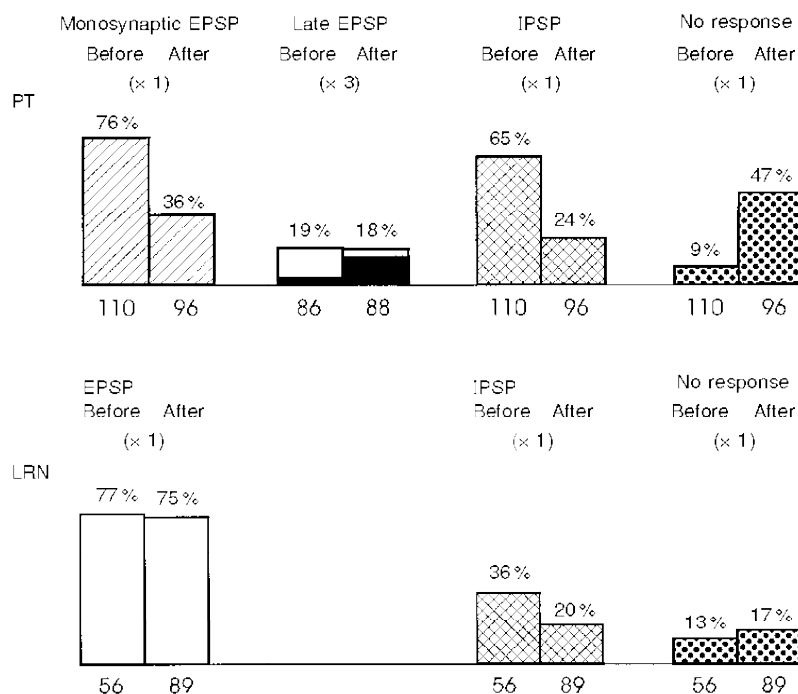 Monosynaptic EPSP Late EPSP IPSP No response
Before After Before After Before After Before After
(× 1) (× 3) (× 1) (× 1)
PT
76% 36% 19% 18% 65% 24% 9% 47%
110 96 86 88 110 96 110 96
EPSP IPSP No response
Before After Before After Before After
(× 1) (× 1) (× 1)
LRN
77% 75% 36% 20% 13% 17%
56 89 56 89 56 89